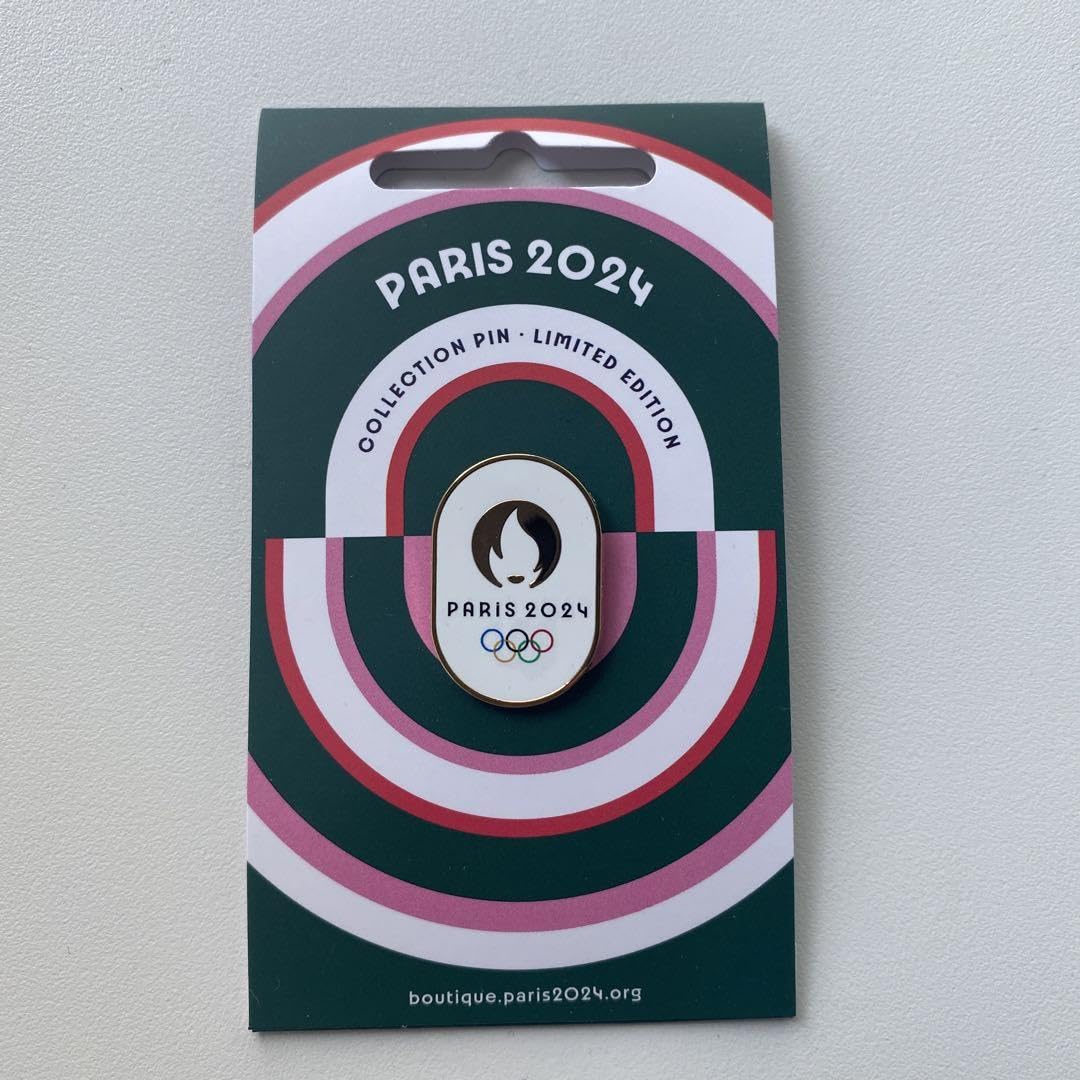 PARIS 2024
COLLECTION PIN · LIMITED EDITION
PARiS 2024
boutique.paris2024.org